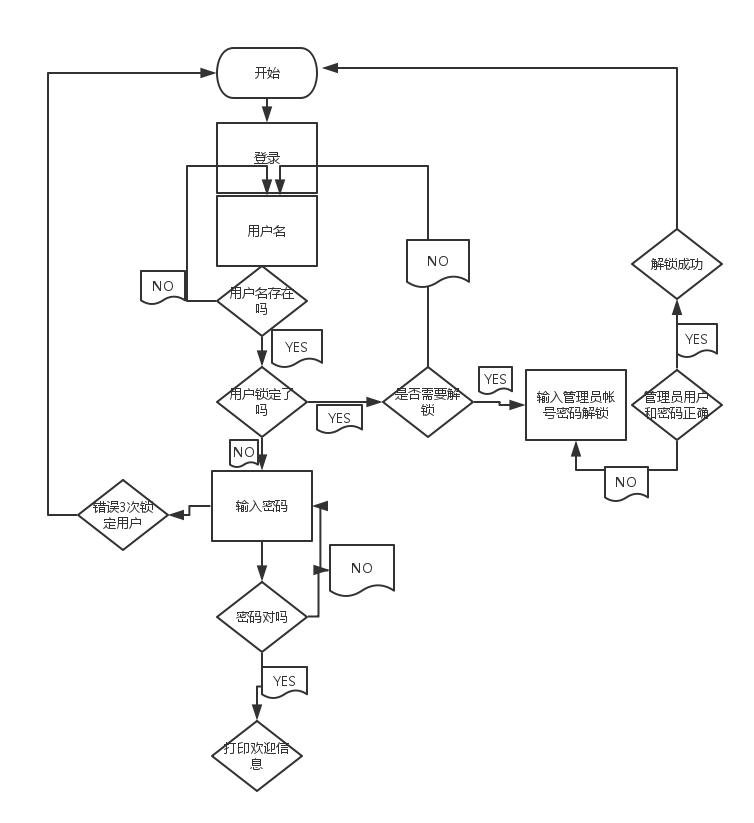 开始
登录
用户名
NO
NO
用户名存在
吗
解锁成功
YES
YES
用户锁定了
吗
YES
是否需要解
锁
YES
输入管理员帐
号密码解锁
管理员用户
和密码正确
NO
NO
错误3次锁
定用户
输入密码
NO
密码对吗
YES
打印欢迎信
息